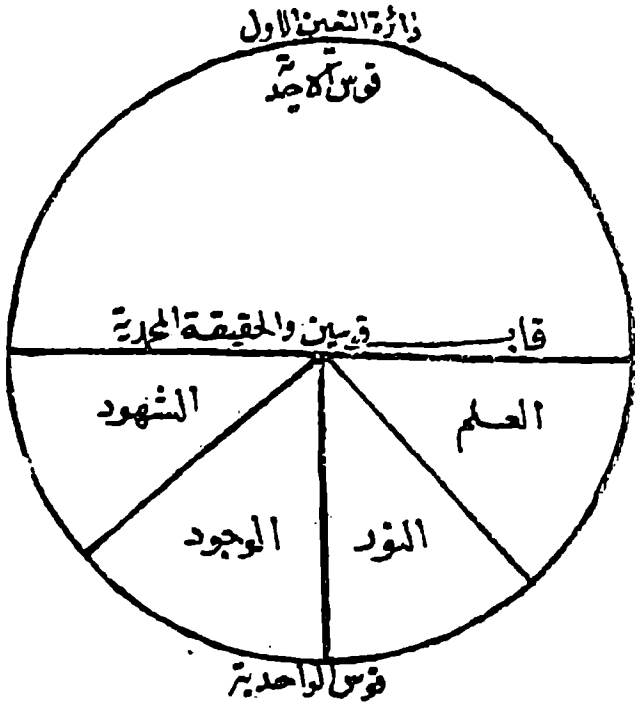 دائرة التعين الاول
قوس الاحدية
قاب قوسين والحقيقة المحمدية
العلم
الشهود
النور
الوجود
قوس الواحدية